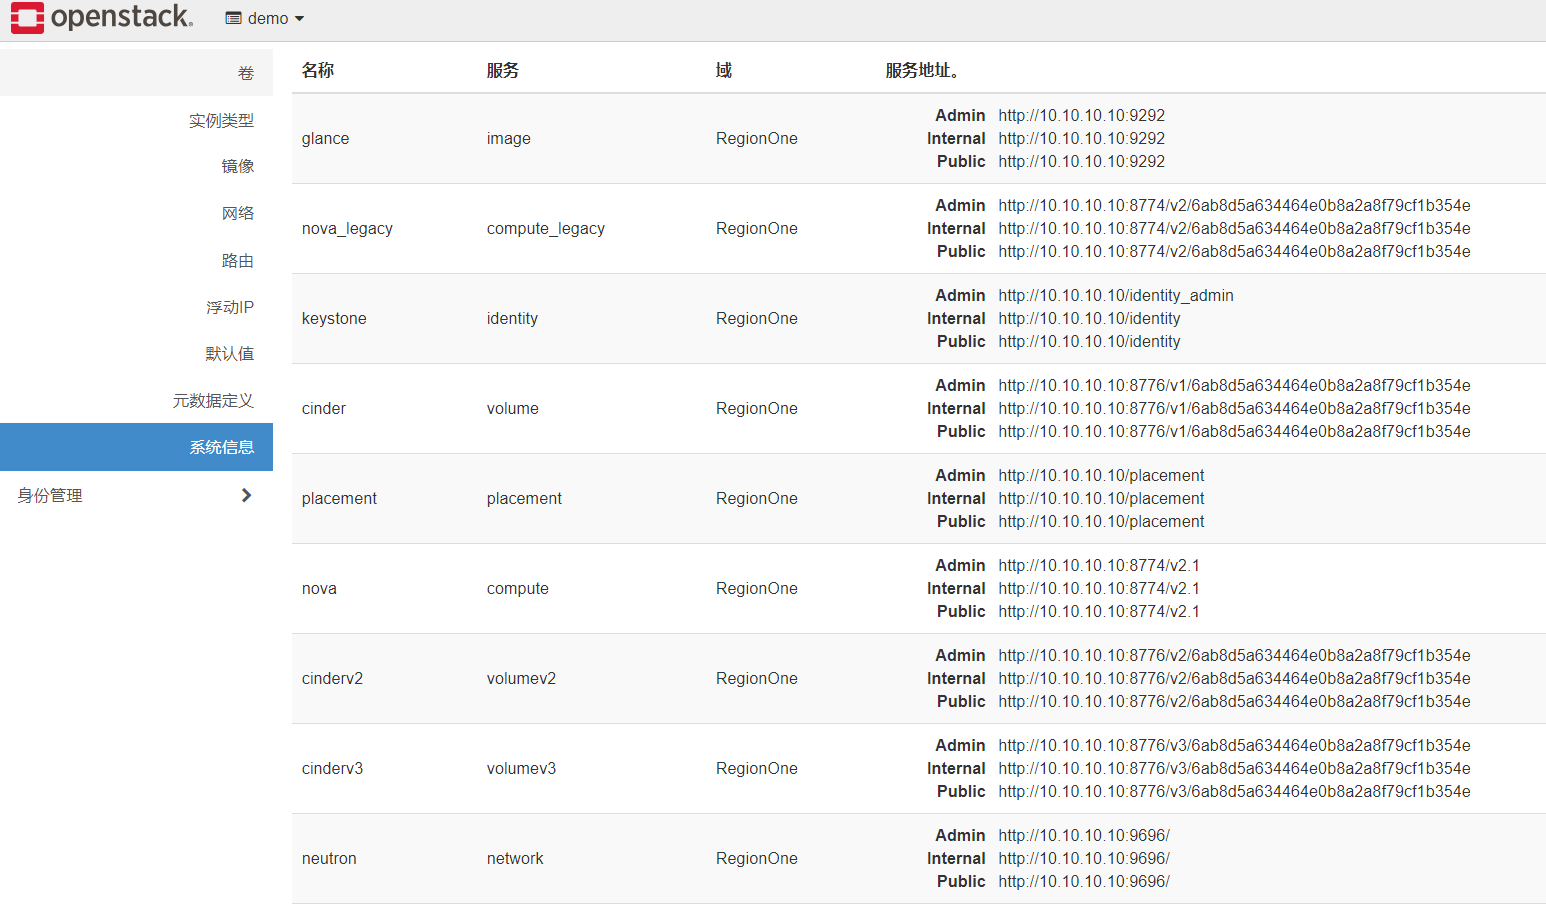 openstack. demo
卷
实例类型
镜像
网络
路由
浮动IP
默认值
元数据定义
系统信息
身份管理
名称 服务 域 服务地址。
glance image RegionOne
Admin http://10.10.10.10:9292
Internal http://10.10.10.10:9292
Public http://10.10.10.10:9292
nova_legacy compute_legacy RegionOne
Admin http://10.10.10.10:8774/v2/6ab8d5a634464e0b8a2a8f79cf1b354e
Internal http://10.10.10.10:8774/v2/6ab8d5a634464e0b8a2a8f79cf1b354e
Public http://10.10.10.10:8774/v2/6ab8d5a634464e0b8a2a8f79cf1b354e
keystone identity RegionOne
Admin http://10.10.10.10/identity_admin
Internal http://10.10.10.10/identity
Public http://10.10.10.10/identity
cinder volume RegionOne
Admin http://10.10.10.10:8776/v1/6ab8d5a634464e0b8a2a8f79cf1b354e
Internal http://10.10.10.10:8776/v1/6ab8d5a634464e0b8a2a8f79cf1b354e
Public http://10.10.10.10:8776/v1/6ab8d5a634464e0b8a2a8f79cf1b354e
placement placement RegionOne
Admin http://10.10.10.10/placement
Internal http://10.10.10.10/placement
Public http://10.10.10.10/placement
nova compute RegionOne
Admin http://10.10.10.10:8774/v2.1
Internal http://10.10.10.10:8774/v2.1
Public http://10.10.10.10:8774/v2.1
cinderv2 volumev2 RegionOne
Admin http://10.10.10.10:8776/v2/6ab8d5a634464e0b8a2a8f79cf1b354e
Internal http://10.10.10.10:8776/v2/6ab8d5a634464e0b8a2a8f79cf1b354e
Public http://10.10.10.10:8776/v2/6ab8d5a634464e0b8a2a8f79cf1b354e
cinderv3 volumev3 RegionOne
Admin http://10.10.10.10:8776/v3/6ab8d5a634464e0b8a2a8f79cf1b354e
Internal http://10.10.10.10:8776/v3/6ab8d5a634464e0b8a2a8f79cf1b354e
Public http://10.10.10.10:8776/v3/6ab8d5a634464e0b8a2a8f79cf1b354e
neutron network RegionOne
Admin http://10.10.10.10:9696/
Internal http://10.10.10.10:9696/
Public http://10.10.10.10:9696/